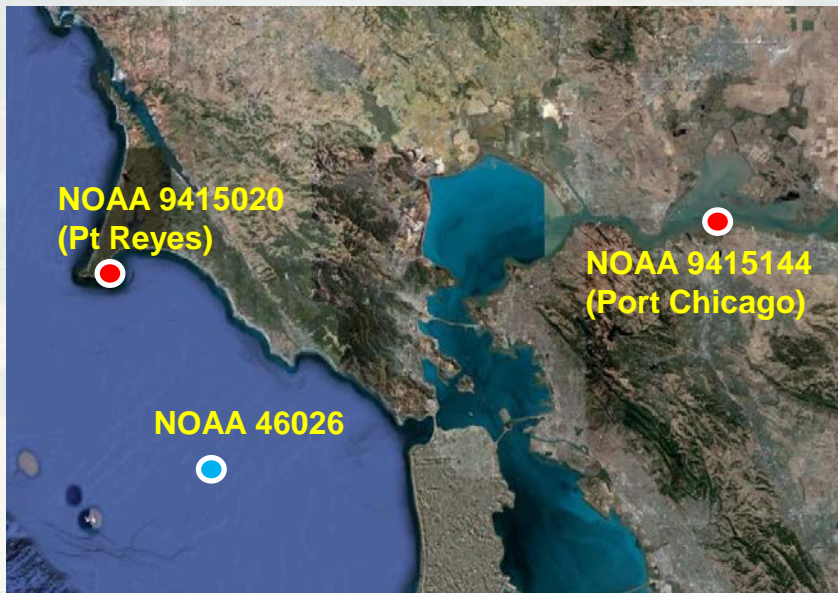 NOAA 9415020
(Pt Reyes)
NOAA 9415144
(Port Chicago)
NOAA 46026